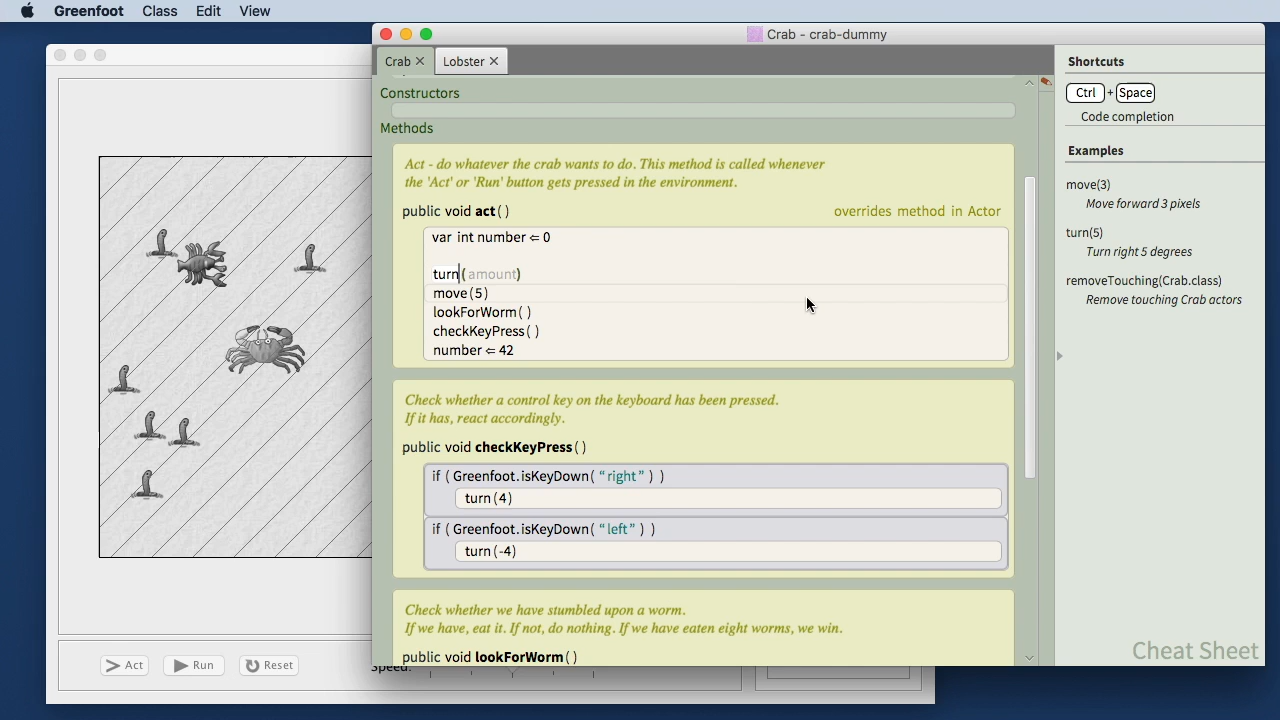 Greenfoot Class Edit View
Crab - crab-dummy
Crab ✕ Lobster ✕
Constructors
Methods
Act - do whatever the crab wants to do. This method is called whenever
the 'Act' or 'Run' button gets pressed in the environment.
public void act()
overrides method in Actor
var int number ⇐ 0
turn(amount)
move(5)
lookForWorm()
checkKeyPress()
number ⇐ 42
Check whether a control key on the keyboard has been pressed.
If it has, react accordingly.
public void checkKeyPress()
if ( Greenfoot.isKeyDown( “right” ) )
turn(4)
if ( Greenfoot.isKeyDown( “left” ) )
turn(-4)
Check whether we have stumbled upon a worm.
If we have, eat it. If not, do nothing. If we have eaten eight worms, we win.
public void lookForWorm()
Shortcuts
Ctrl + Space
Code completion
Examples
move(3)
Move forward 3 pixels
turn(5)
Turn right 5 degrees
removeTouching(Crab.class)
Remove touching Crab actors
Cheat Sheet
Act Run Reset
Speed: